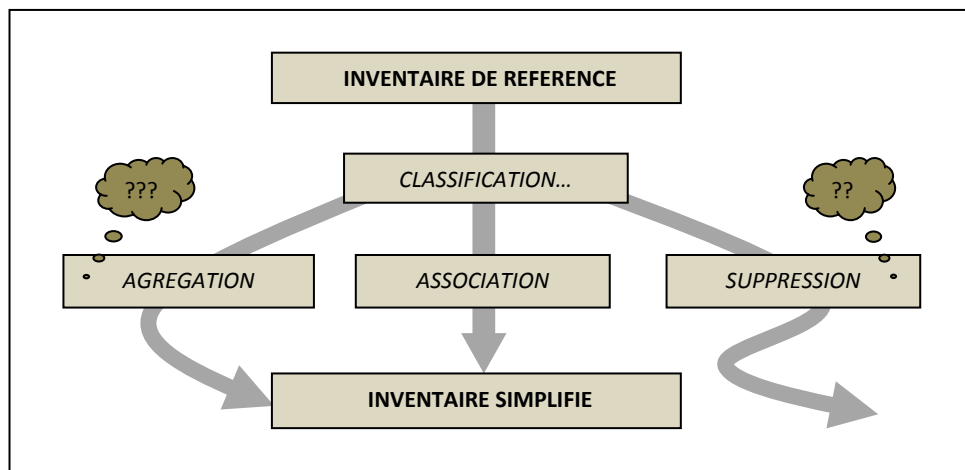 INVENTAIRE DE REFERENCE
CLASSIFICATION...
???
??
AGREGATION
ASSOCIATION
SUPPRESSION
INVENTAIRE SIMPLIFIE